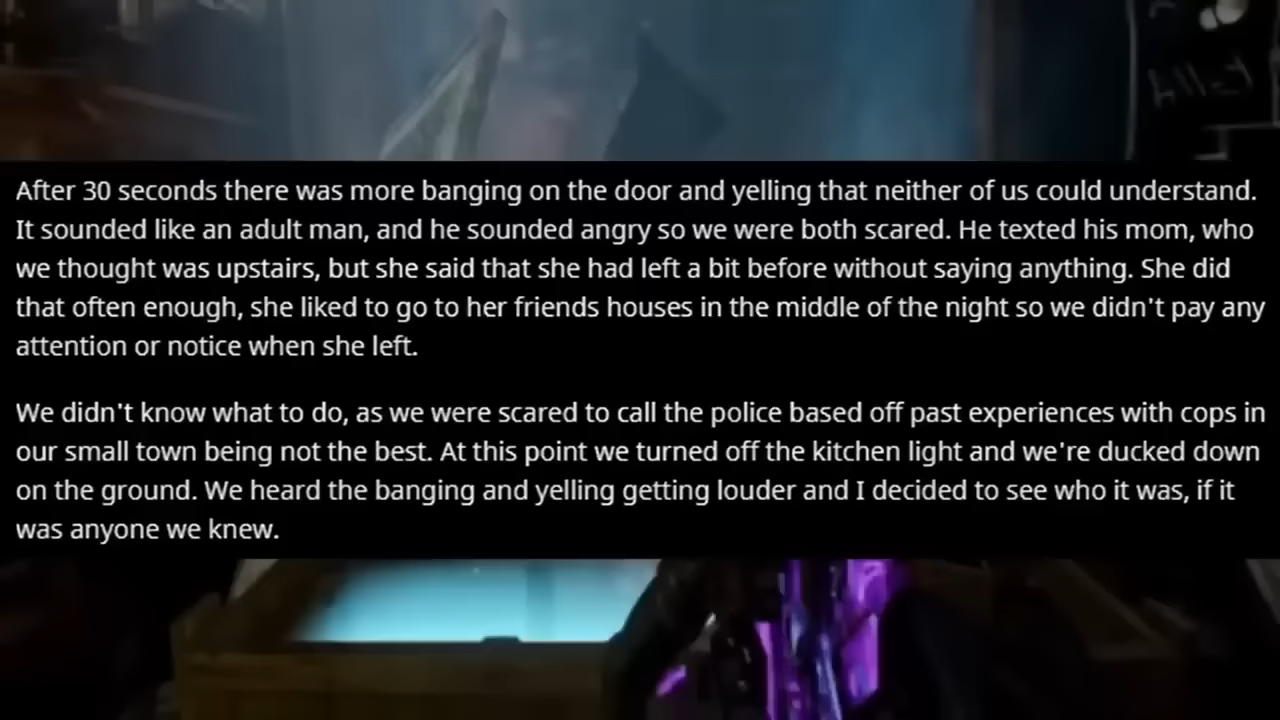 After 30 seconds there was more banging on the door and yelling that neither of us could understand.
It sounded like an adult man, and he sounded angry so we were both scared. He texted his mom, who
we thought was upstairs, but she said that she had left a bit before without saying anything. She did
that often enough, she liked to go to her friends houses in the middle of the night so we didn't pay any
attention or notice when she left.
We didn't know what to do, as we were scared to call the police based off past experiences with cops in
our small town being not the best. At this point we turned off the kitchen light and we're ducked down
on the ground. We heard the banging and yelling getting louder and I decided to see who it was, if it
was anyone we knew.